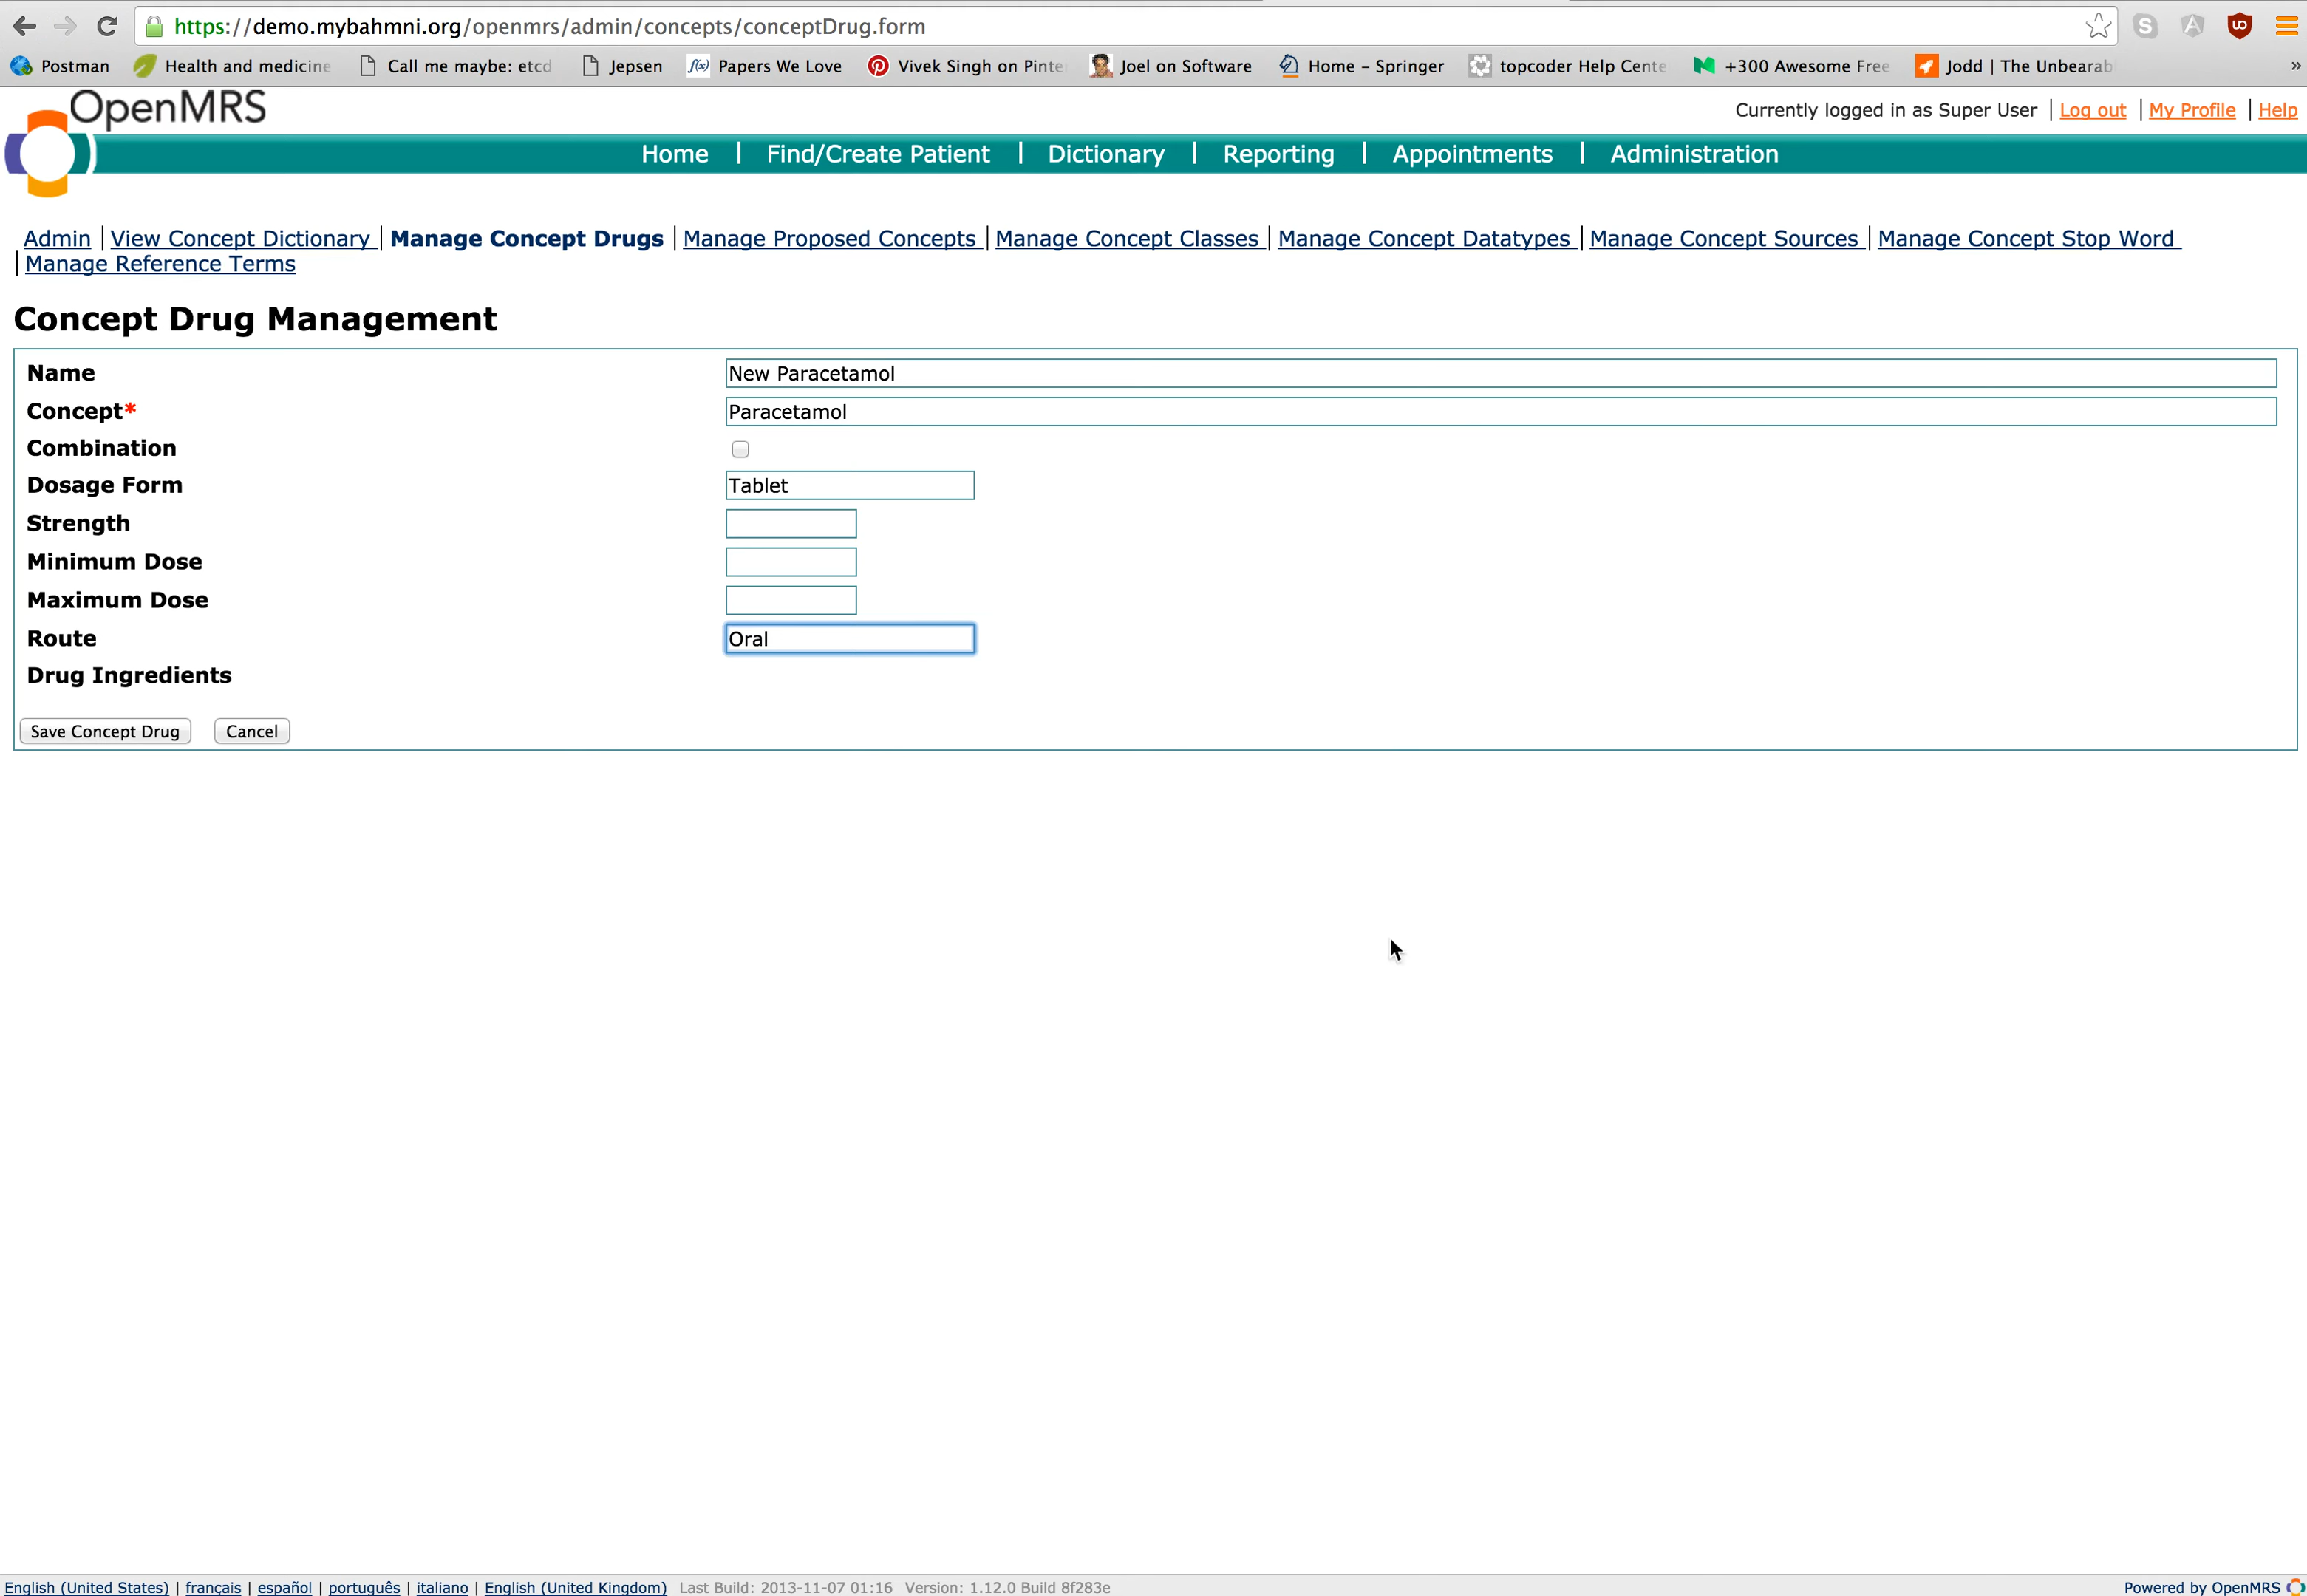 https://demo.mybahmni.org/openmrs/admin/concepts/conceptDrug.form
Postman Health and medicine Call me maybe: etcd Jepsen f(x) Papers We Love Vivek Singh on Pinte Joel on Software Home – Springer topcoder Help Cente +300 Awesome Free Jodd | The Unbearab »
OpenMRS
Currently logged in as Super User | Log out | My Profile | Help
Home | Find/Create Patient | Dictionary | Reporting | Appointments | Administration
Admin | View Concept Dictionary | Manage Concept Drugs | Manage Proposed Concepts | Manage Concept Classes | Manage Concept Datatypes | Manage Concept Sources | Manage Concept Stop Word
| Manage Reference Terms
Concept Drug Management
Name New Paracetamol
Concept* Paracetamol
Combination
Dosage Form Tablet
Strength
Minimum Dose
Maximum Dose
Route Oral
Drug Ingredients
Save Concept Drug Cancel
English (United States) | français | español | português | italiano | English (United Kingdom) Last Build: 2013-11-07 01:16 Version: 1.12.0 Build 8f283e Powered by OpenMRS